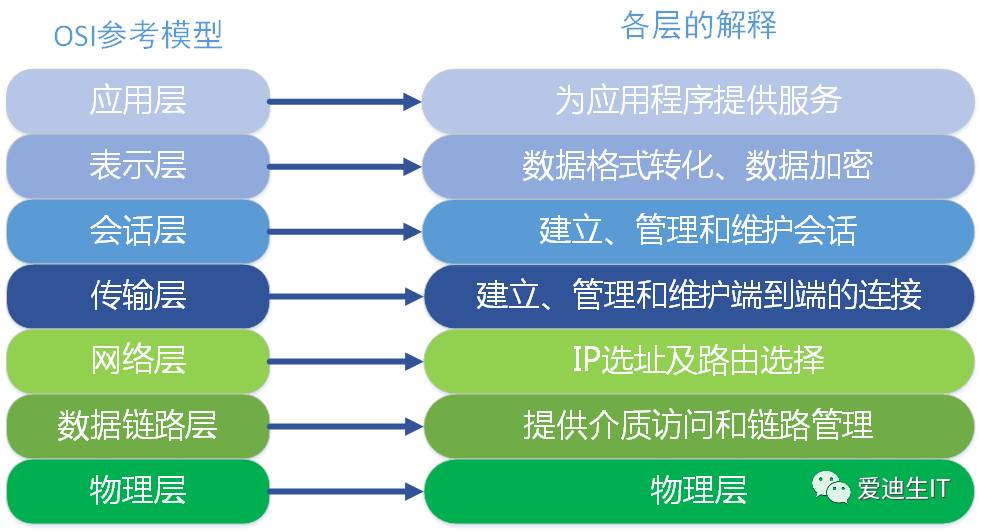 OSI参考模型 各层的解释
应用层 为应用程序提供服务
表示层 数据格式转化、数据加密
会话层 建立、管理和维护会话
传输层 建立、管理和维护端到端的连接
网络层 IP选址及路由选择
数据链路层 提供介质访问和链路管理
物理层 物理层
爱迪生IT